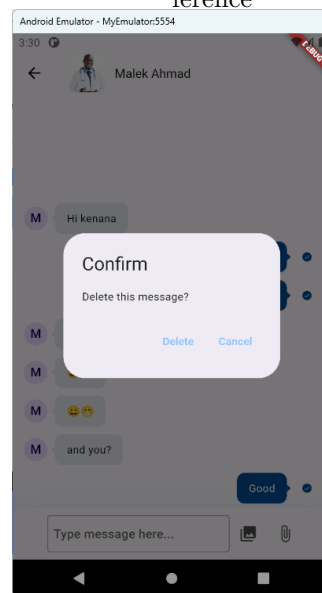 ference
Android Emulator - MyEmulator:5554
3:30
DEBUG
Malek Ahmad
M Hi kenana
Confirm
Delete this message?
Delete Cancel
M
M
M 😀😁
M and you?
Good
Type message here...